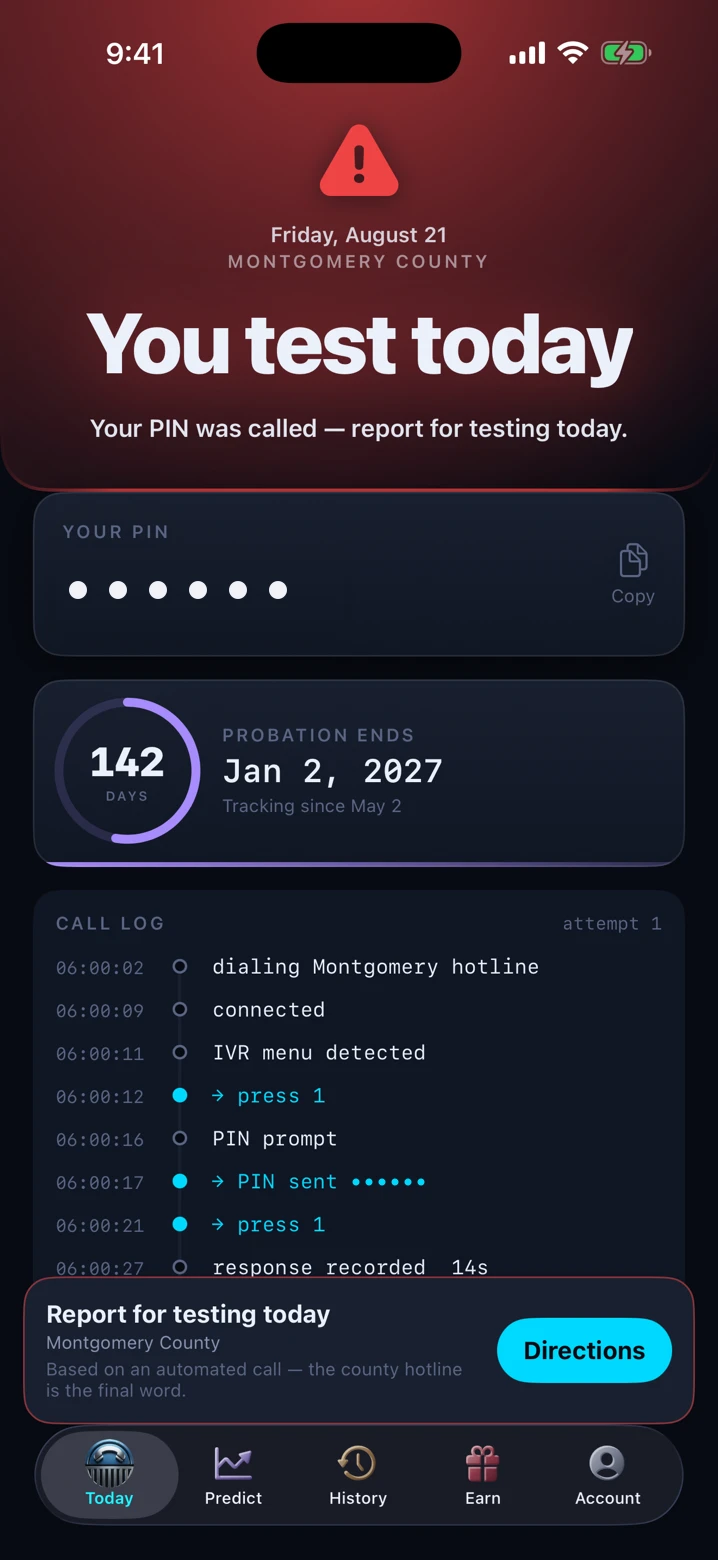 9:41
Friday, August 21
MONTGOMERY COUNTY
You test today
Your PIN was called — report for testing today.
YOUR PIN
Copy
142
DAYS
PROBATION ENDS
Jan 2, 2027
Tracking since May 2
CALL LOG
attempt 1
06:00:02 dialing Montgomery hotline
06:00:09 connected
06:00:11 IVR menu detected
06:00:12 → press 1
06:00:16 PIN prompt
06:00:17 → PIN sent ••••••
06:00:21 → press 1
06:00:27 response recorded 14s
Report for testing today
Montgomery County
Based on an automated call — the county hotline
is the final word.
Directions
Today
Predict
History
Earn
Account